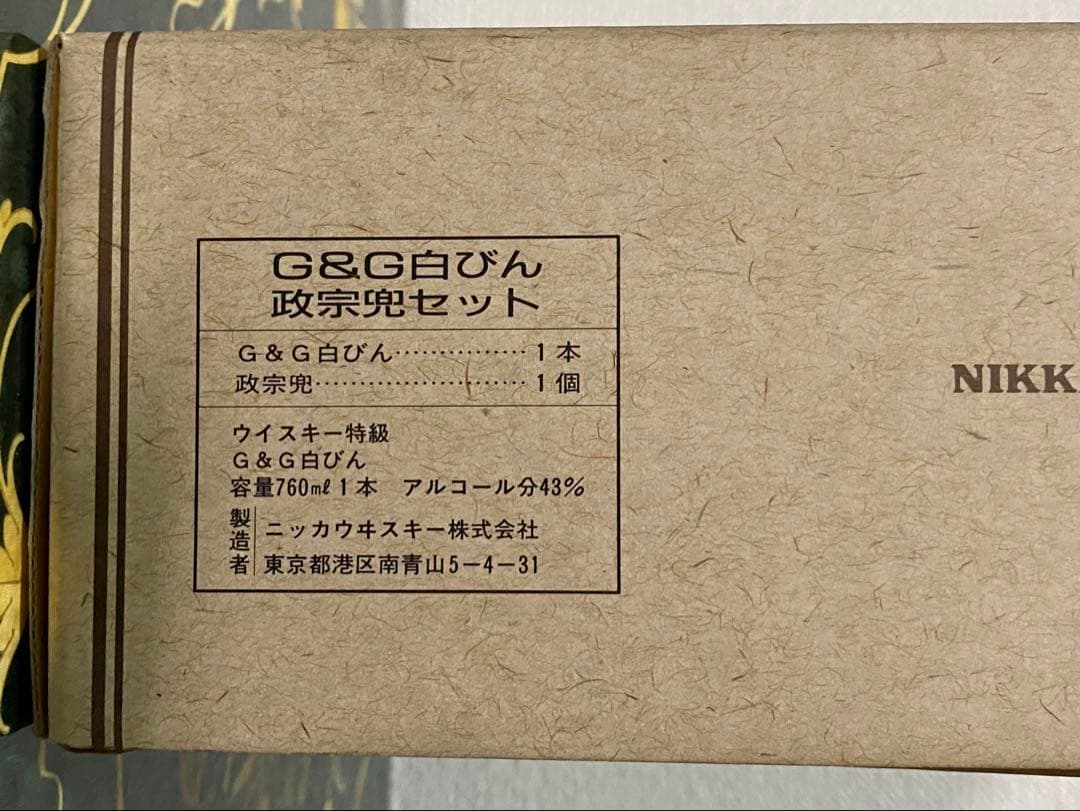 G&G白びん
政宗兜セット
G&G白びん……………1本
政宗兜……………………1個
ウイスキー特級
G&G白びん
容量760mℓ1本 アルコール分43%
製造者
ニッカウヰスキー株式会社
東京都港区南青山5-4-31
NIKK